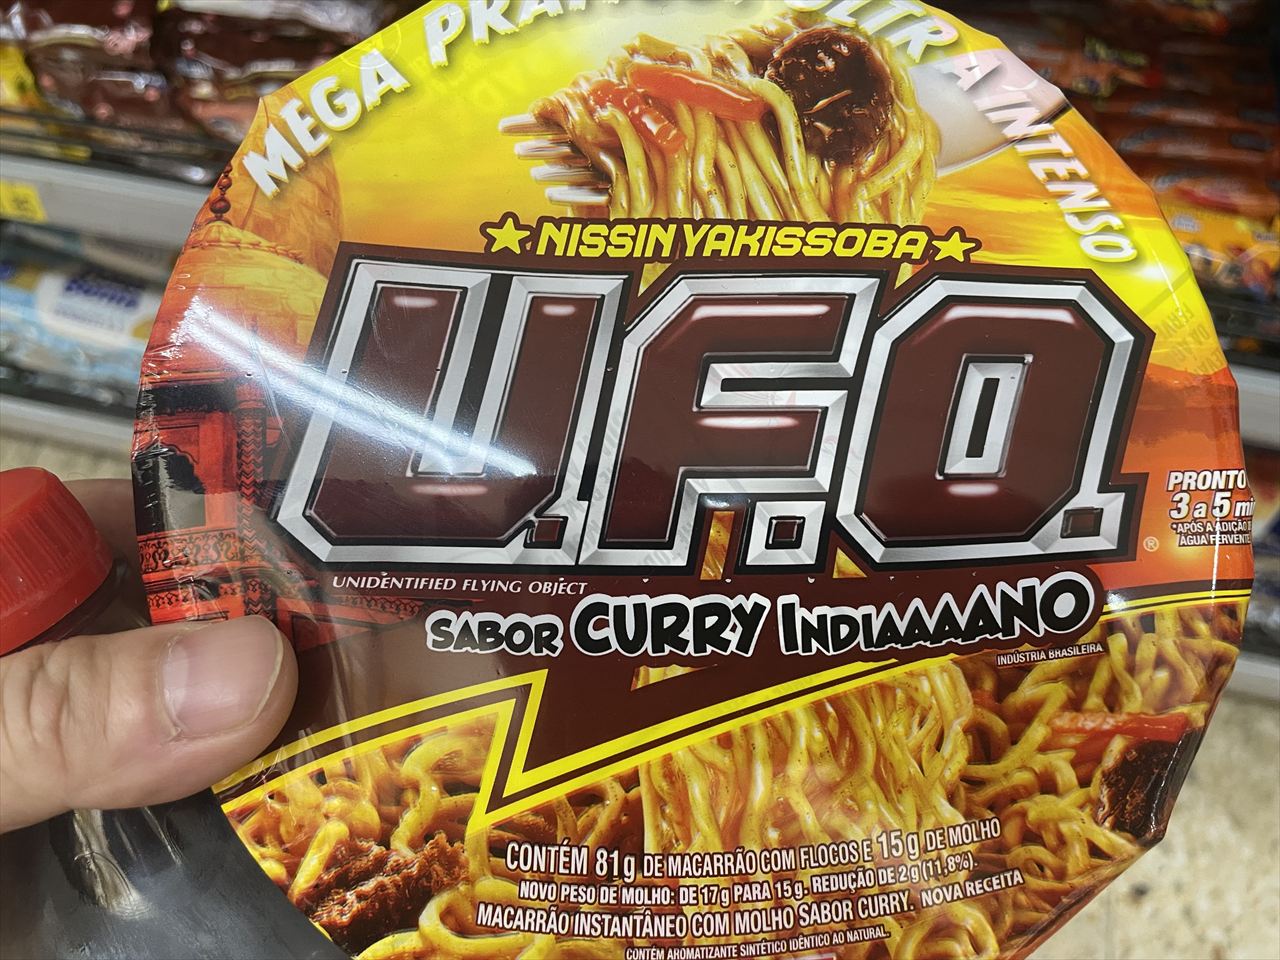 MEGA PRA
ULTRA INTENSO
NISSIN YAKISSOBA
U.F.O.
®
UNIDENTIFIED FLYING OBJECT
SABOR CURRY INDIAAAANO
INDÚSTRIA BRASILEIRA
PRONTO
3 a 5 mi
*APÓS A ADIÇÃO
ÁGUA FERVENTE
CONTÉM 81g DE MACARRÃO COM FLOCOS E 15g DE MOLHO
NOVO PESO DE MOLHO: DE 17g PARA 15g. REDUÇÃO DE 2g (11,8%).
MACARRÃO INSTANTÂNEO COM MOLHO SABOR CURRY. NOVA RECEITA
CONTÉM AROMATIZANTE SINTÉTICO IDÊNTICO AO NATURAL.